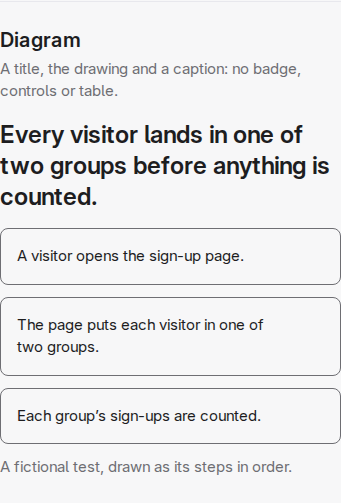 Diagram
A title, the drawing and a caption: no badge,
controls or table.
Every visitor lands in one of
two groups before anything is
counted.
A visitor opens the sign-up page.
The page puts each visitor in one of
two groups.
Each group’s sign-ups are counted.
A fictional test, drawn as its steps in order.